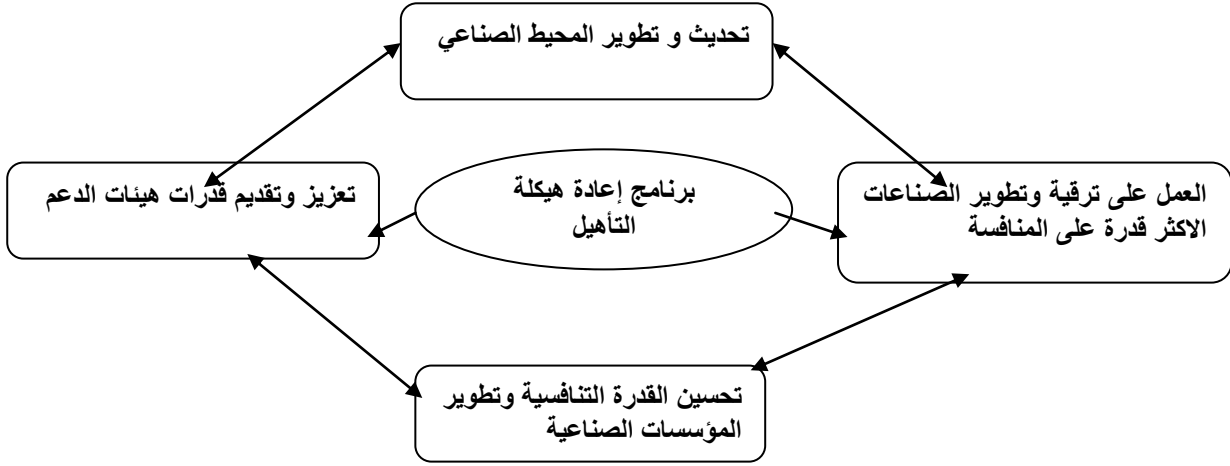 تحديث و تطوير المحيط الصناعي
العمل على ترقية وتطوير الصناعات
الاكثر قدرة على المنافسة
برنامج إعادة هيكلة
التأهيل
تعزيز وتقديم قدرات هيئات الدعم
تحسين القدرة التنافسية وتطوير
المؤسسات الصناعية